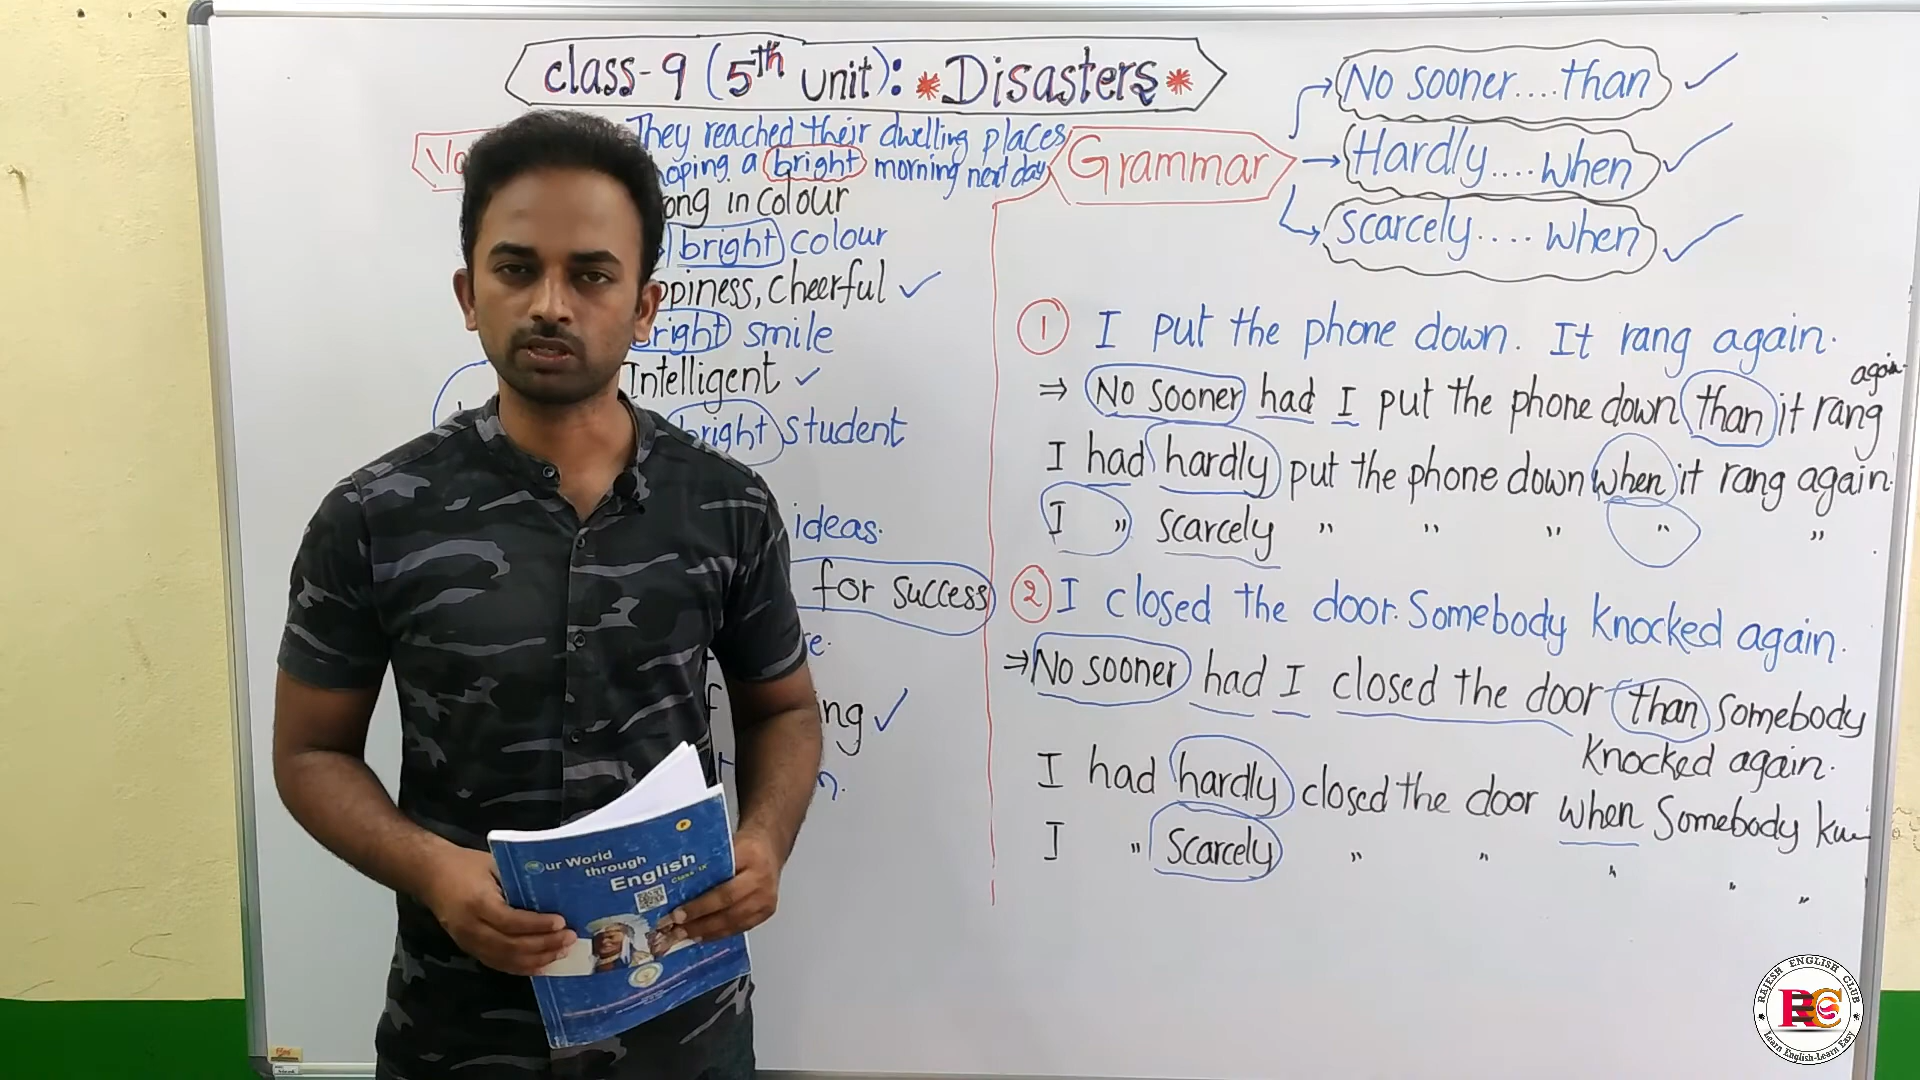 class-9 (5th unit): *Disasters*
They reached their dwelling places
hoping a bright morning next day
in colour
bright colour
cheerful ✓
smile
Intelligent ✓
bright student
ideas.
for success
Grammar
No sooner....than ✓
Hardly....when ✓
scarcely....when ✓
① I put the phone down. It rang again.
⇒ No sooner had I put the phone down than it rang again.
I had hardly put the phone down when it rang again.
I " scarcely " " " " "
② I closed the door. Somebody knocked again.
⇒ No sooner had I closed the door than somebody
knocked again.
I had hardly closed the door when Somebody
I " Scarcely " " " " "
Our World
through
English
Class IX
RAJESH ENGLISH CLUB
REC
Learn English-Learn Easy